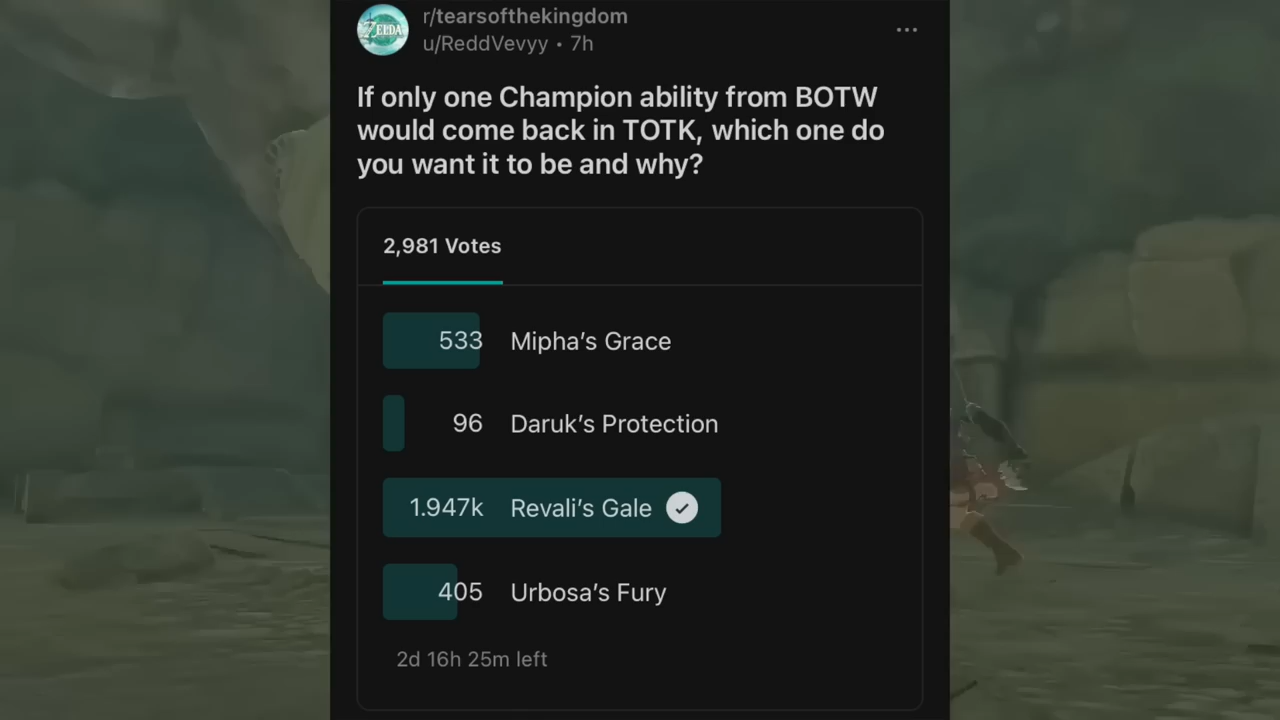 r/tearsofthekingdom
ZELDA
u/ReddVevyy • 7h
If only one Champion ability from BOTW
would come back in TOTK, which one do
you want it to be and why?
2,981 Votes
533 Mipha’s Grace
96 Daruk’s Protection
1.947k Revali’s Gale
405 Urbosa’s Fury
2d 16h 25m left